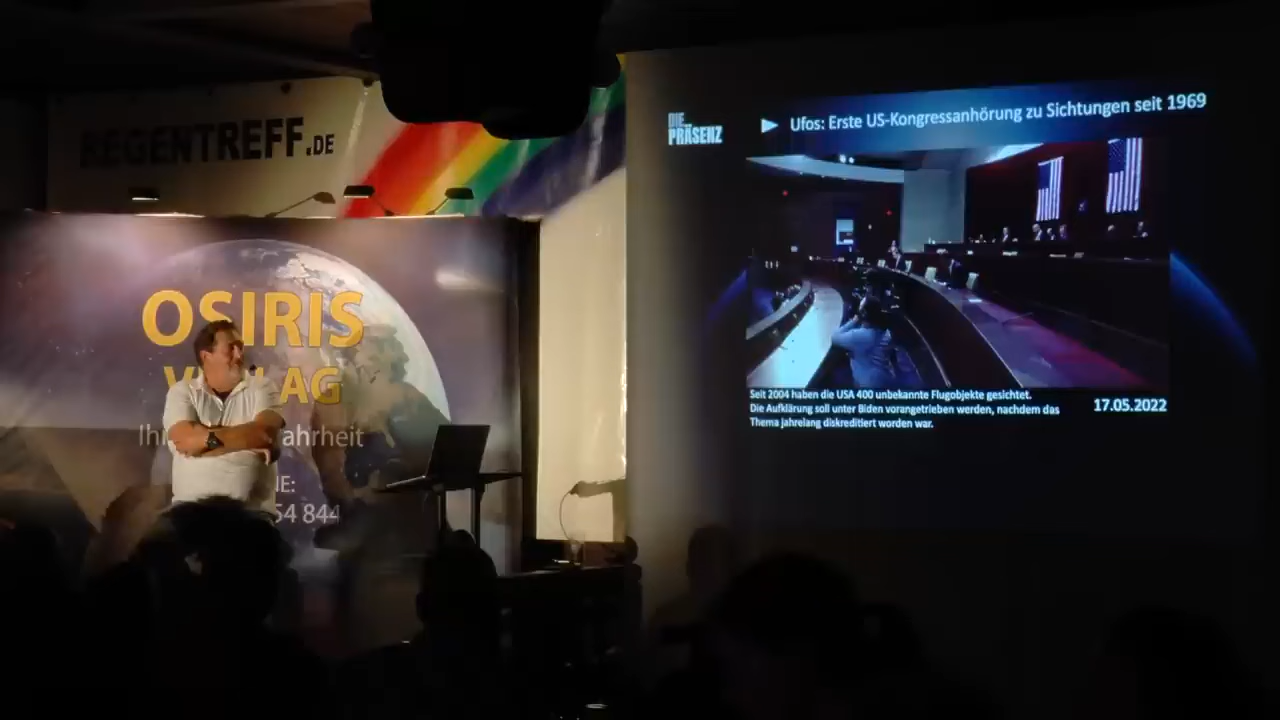 REGENTREFF.DE
OSIRIS
AG
Ih
ahrheit
NE:
54 844
DIE
PRÄSENZ
Ufos: Erste US-Kongressanhörung zu Sichtungen seit 1969
Seit 2004 haben die USA 400 unbekannte Flugobjekte gesichtet.
Die Aufklärung soll unter Biden vorangetrieben werden, nachdem das
Thema jahrelang diskreditiert worden war.
17.05.2022